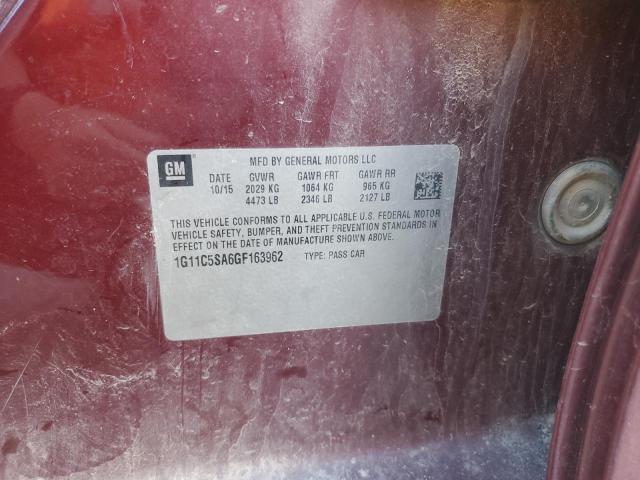 GM
MFD BY GENERAL MOTORS LLC
DATE GVWR GAWR FRT GAWR RR
10/15 2029 KG 1064 KG 965 KG
4473 LB 2346 LB 2127 LB
THIS VEHICLE CONFORMS TO ALL APPLICABLE U.S. FEDERAL MOTOR
VEHICLE SAFETY, BUMPER, AND THEFT PREVENTION STANDARDS IN
EFFECT ON THE DATE OF MANUFACTURE SHOWN ABOVE.
1G11C5SA6GF163962 TYPE: PASS CAR